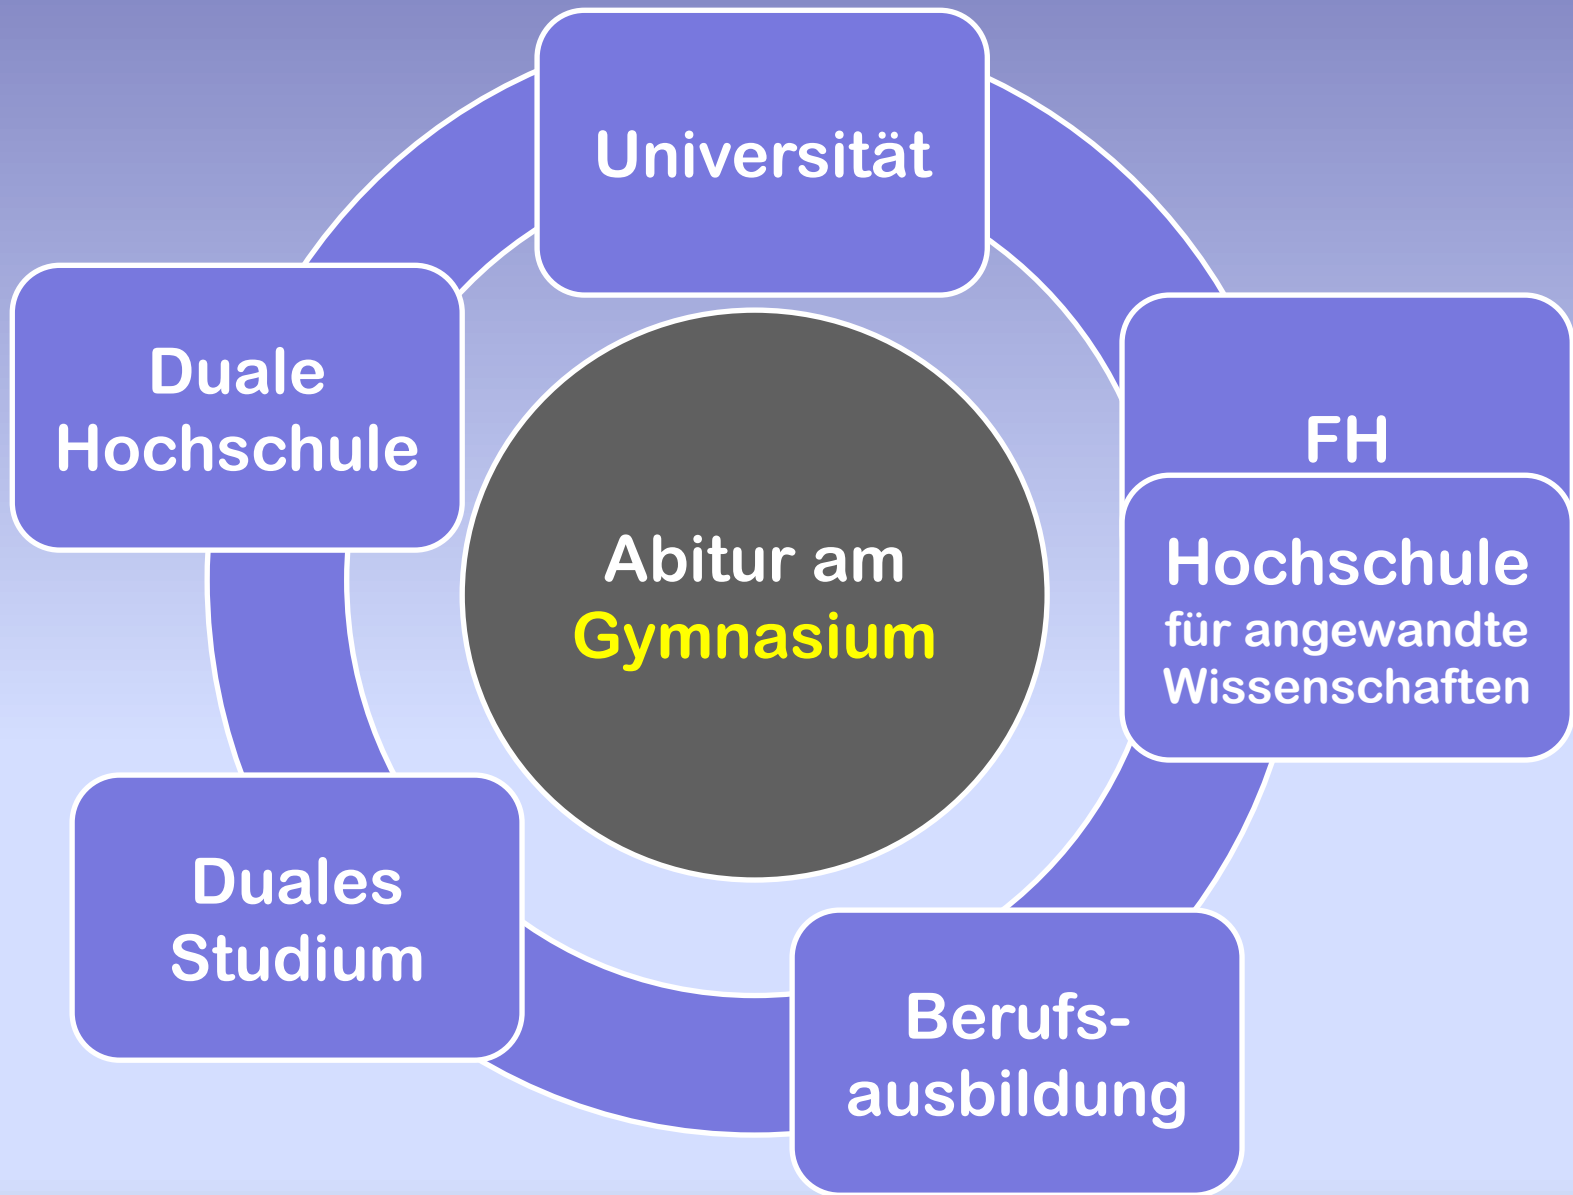 Universität
Duale
Hochschule
FH
Hochschule
für angewandte
Wissenschaften
Abitur am
Gymnasium
Duales
Studium
Berufs-
ausbildung